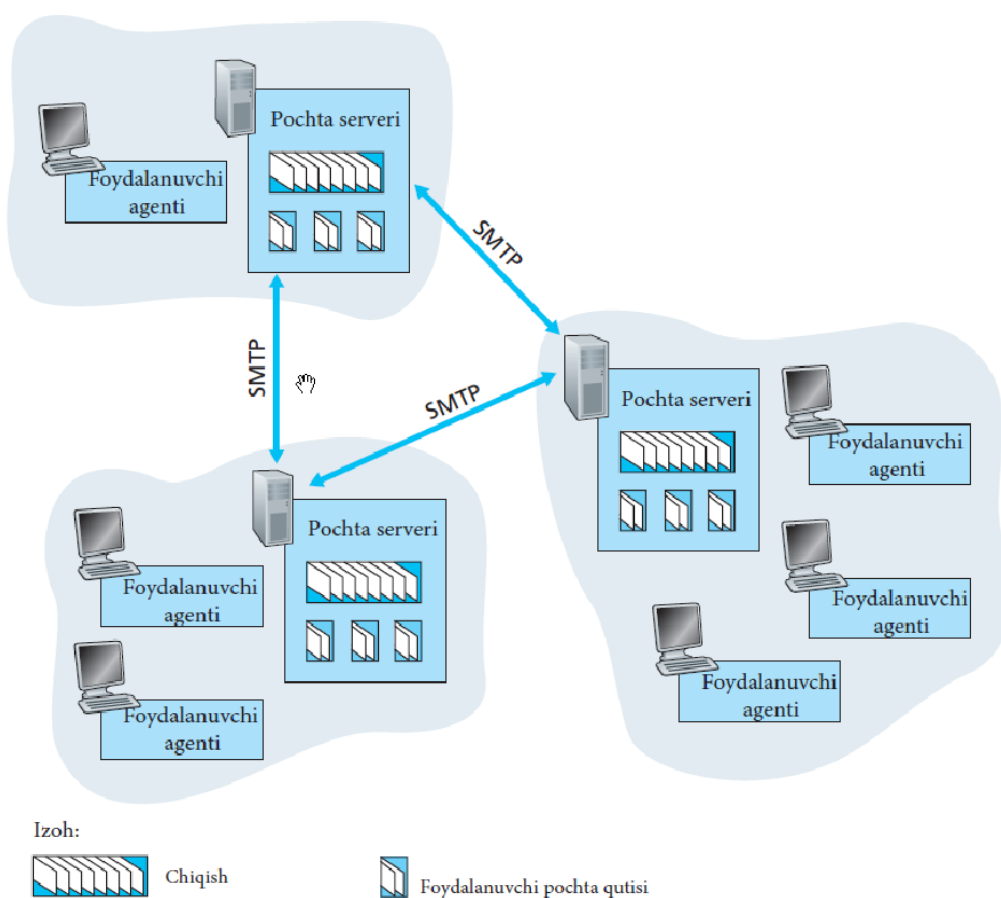 Pochta serveri
Foydalanuvchi
agenti
SMTP
SMTP
SMTP
Pochta serveri
Foydalanuvchi
agenti
Foydalanuvchi
agenti
Foydalanuvchi
agenti
Pochta serveri
Foydalanuvchi
agenti
Foydalanuvchi
agenti
Izoh:
Chiqish
Foydalanuvchi pochta qutisi